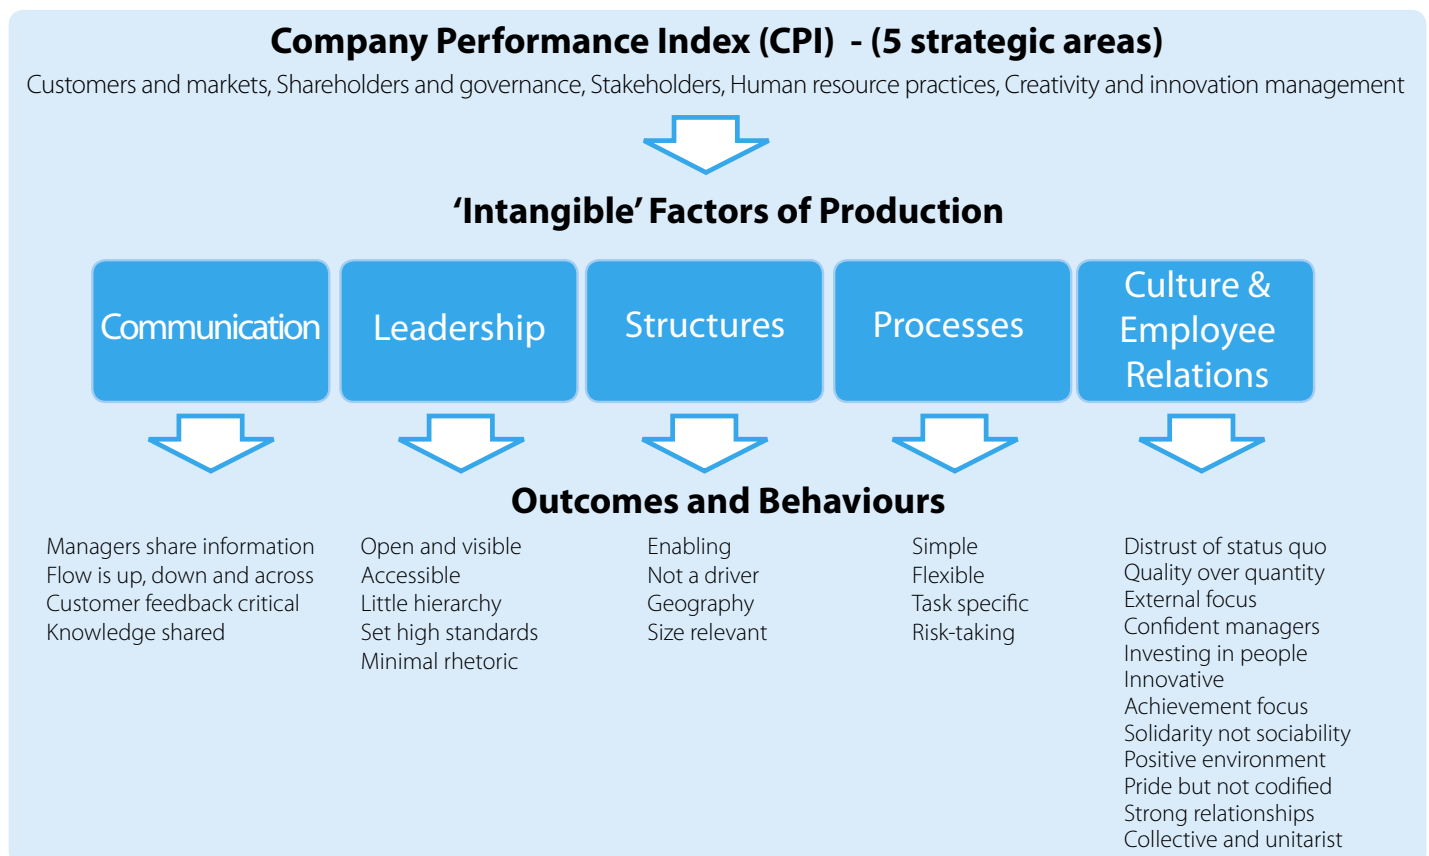 Company Performance Index (CPI) - (5 strategic areas)
Customers and markets, Shareholders and governance, Stakeholders, Human resource practices, Creativity and innovation management
‘Intangible’ Factors of Production
Communication
Leadership
Structures
Processes
Culture &
Employee
Relations
Outcomes and Behaviours
Managers share information
Flow is up, down and across
Customer feedback critical
Knowledge shared
Open and visible
Accessible
Little hierarchy
Set high standards
Minimal rhetoric
Enabling
Not a driver
Geography
Size relevant
Simple
Flexible
Task specific
Risk-taking
Distrust of status quo
Quality over quantity
External focus
Confident managers
Investing in people
Innovative
Achievement focus
Solidarity not sociability
Positive environment
Pride but not codified
Strong relationships
Collective and unitarist